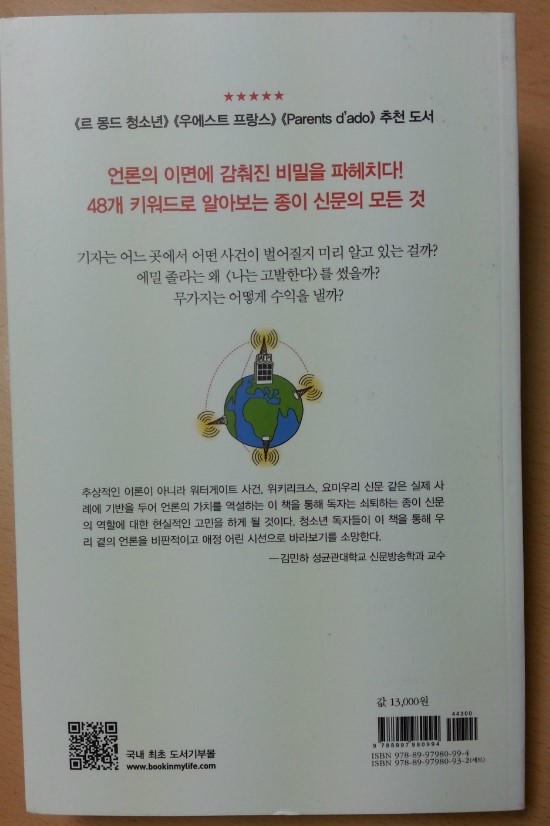 ★★★★★
《르 몽드 청소년》 《우에스트 프랑스》 《Parents d'ado》 추천 도서
언론의 이면에 감춰진 비밀을 파헤치다!
48개 키워드로 알아보는 종이 신문의 모든 것
기자는 어느 곳에서 어떤 사건이 벌어질지 미리 알고 있는 걸까?
에밀 졸라는 왜 〈나는 고발한다〉를 썼을까?
무가지는 어떻게 수익을 낼까?
추상적인 이론이 아니라 워터게이트 사건, 위키리크스, 요미우리 신문 같은 실제 사
례에 기반을 두어 언론의 가치를 역설하는 이 책을 통해 독자는 쇠퇴하는 종이 신문
의 역할에 대한 현실적인 고민을 하게 될 것이다. 청소년 독자들이 이 책을 통해 우
리 곁의 언론을 비판적이고 애정 어린 시선으로 바라보기를 소망한다.
―김민하 성균관대학교 신문방송학과 교수
값 13,000원
44300
9 788997 980994
ISBN 978-89-97980-99-4
ISBN 978-89-97980-93-2(세트)
국내 최초 도서기부몰
www.bookinmylife.com